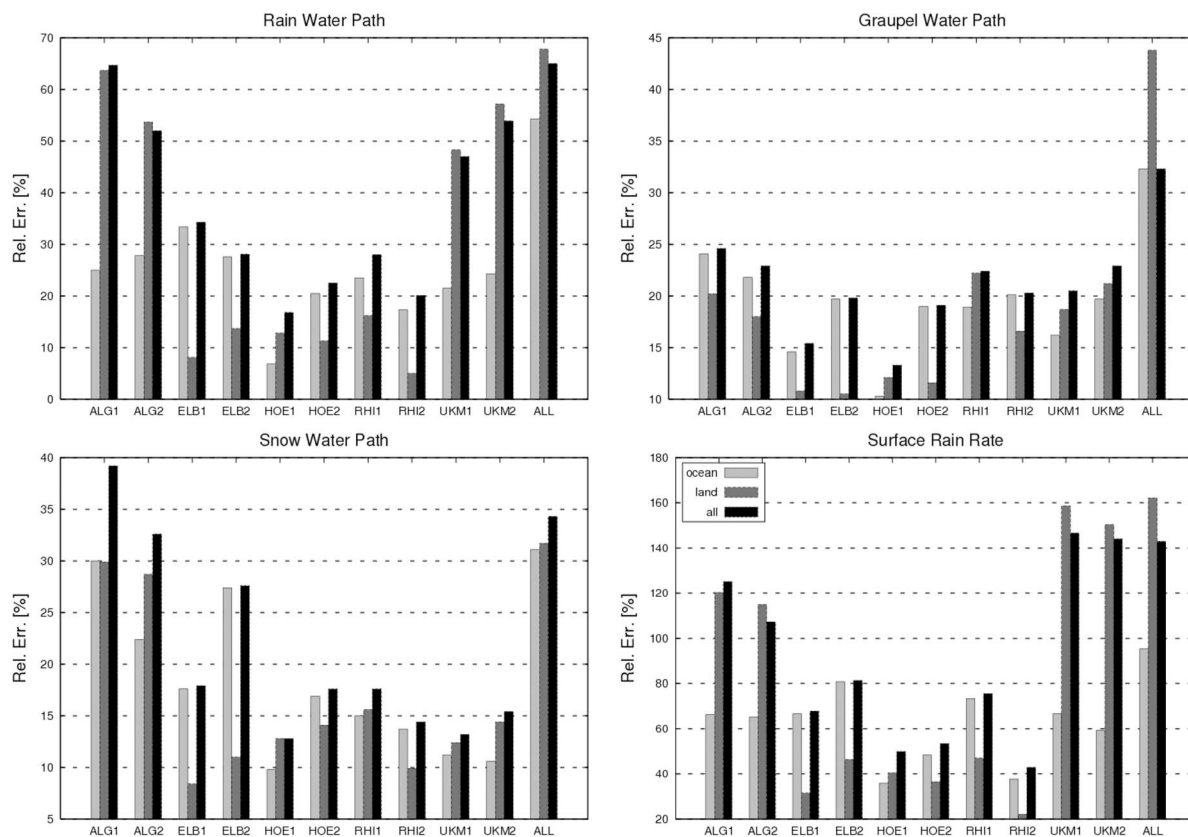 Rain Water Path
Rel. Err. [%]
70
60
50
40
30
20
10
0
ALG1 ALG2 ELB1 ELB2 HOE1 HOE2 RHI1 RHI2 UKM1 UKM2 ALL
Graupel Water Path
Rel. Err. [%]
45
40
35
30
25
20
15
10
ALG1 ALG2 ELB1 ELB2 HOE1 HOE2 RHI1 RHI2 UKM1 UKM2 ALL
Snow Water Path
Rel. Err. [%]
40
35
30
25
20
15
10
5
ALG1 ALG2 ELB1 ELB2 HOE1 HOE2 RHI1 RHI2 UKM1 UKM2 ALL
Surface Rain Rate
Rel. Err. [%]
180
160
140
120
100
80
60
40
20
ocean
land
all
ALG1 ALG2 ELB1 ELB2 HOE1 HOE2 RHI1 RHI2 UKM1 UKM2 ALL